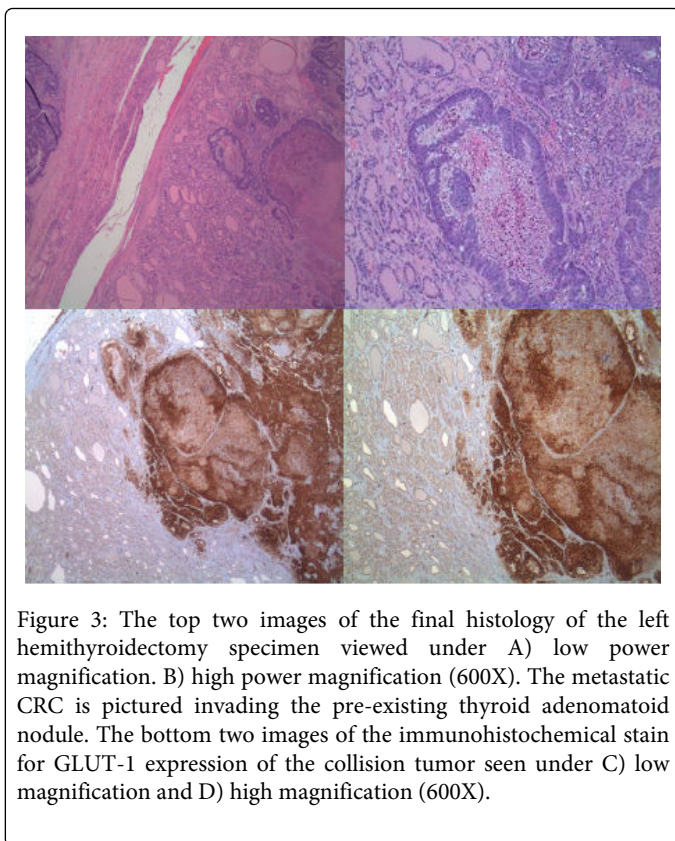 Figure 3: The top two images of the final histology of the left
hemithyroidectomy specimen viewed under A) low power
magnification. B) high power magnification (600X). The metastatic
CRC is pictured invading the pre-existing thyroid adenomatoid
nodule. The bottom two images of the immunohistochemical stain
for GLUT-1 expression of the collision tumor seen under C) low
magnification and D) high magnification (600X).